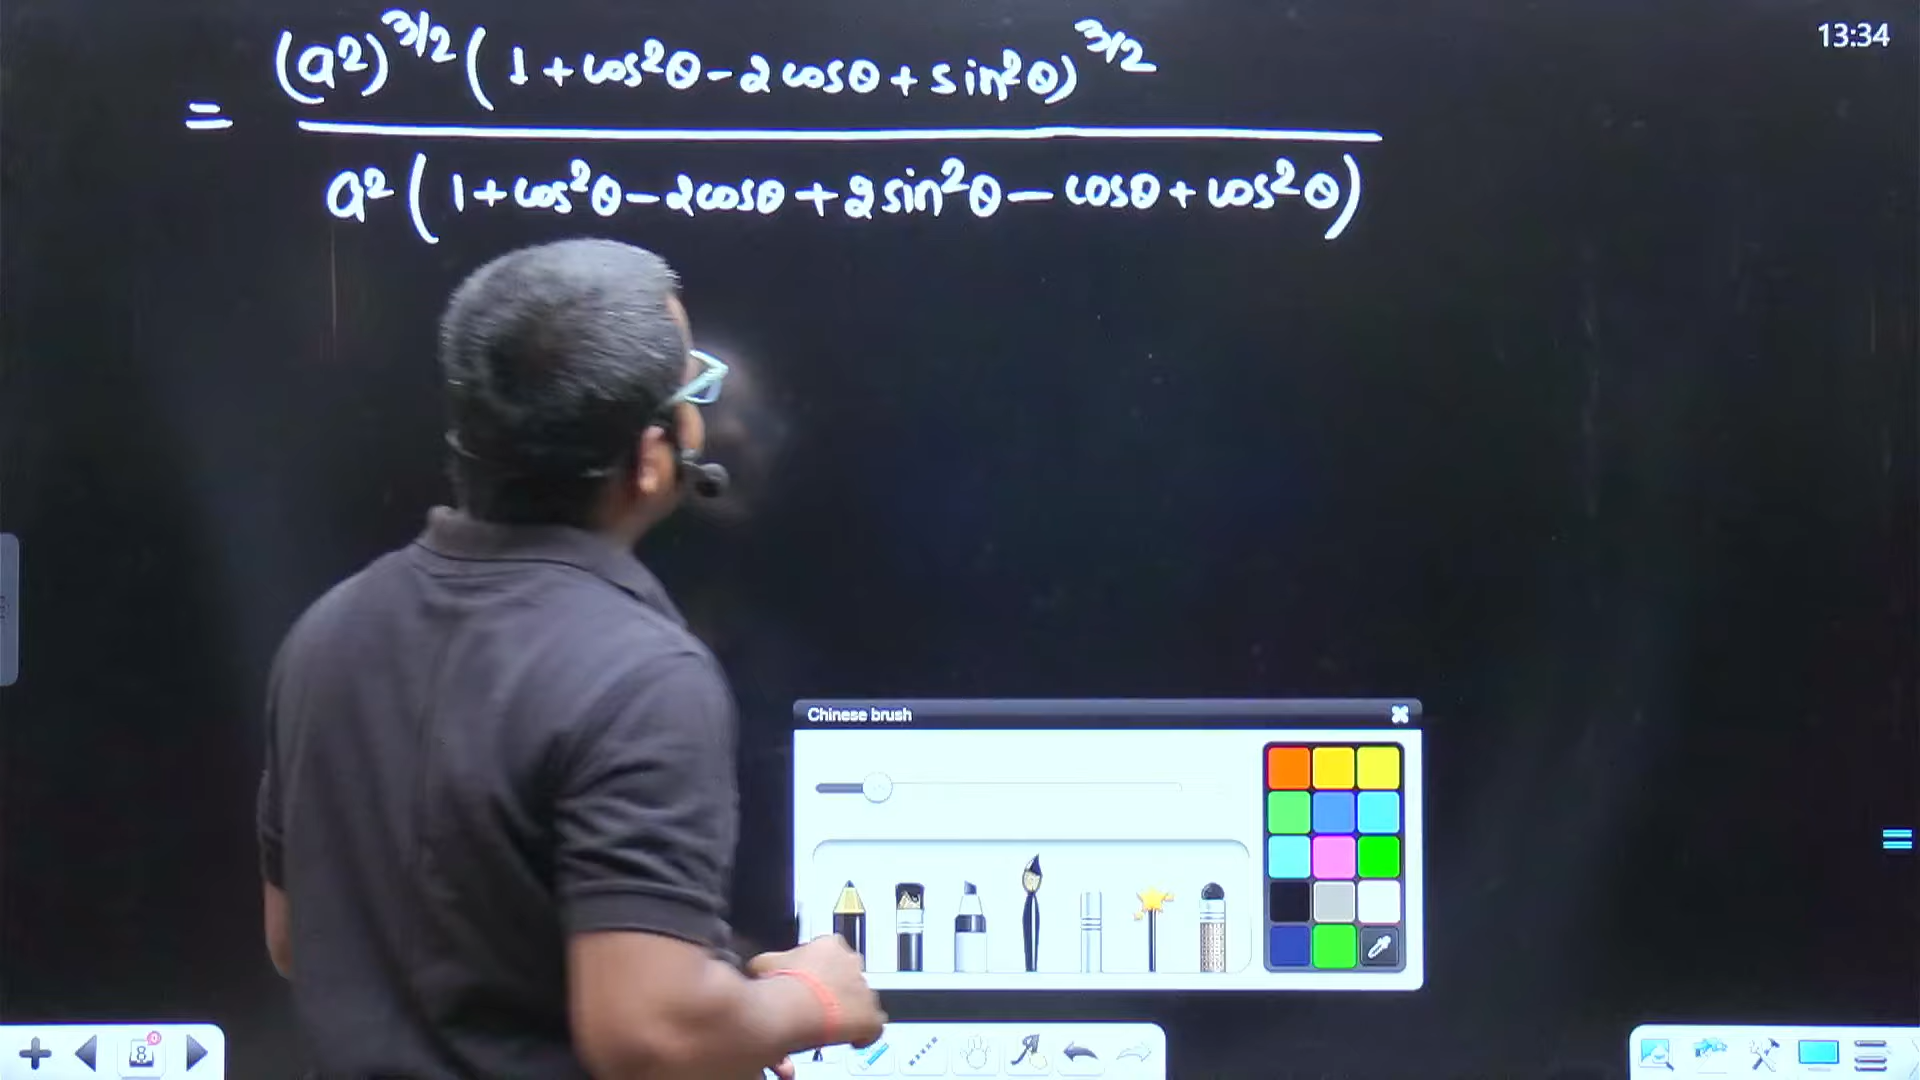 13:34
(a²)^3/2 (1 + cos²θ - 2 cosθ + sin²θ)^3/2
=
a² (1 + cos²θ - 2cosθ + 2 sin²θ - cosθ + cos²θ)
Chinese brush
8